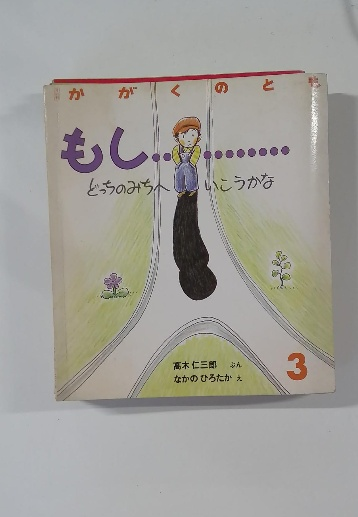 かがくのと
もし・・・・・・・・・・・
どっちのみちへ いこうかな
高木仁三郎 ぶん
なかのひろたか え
3